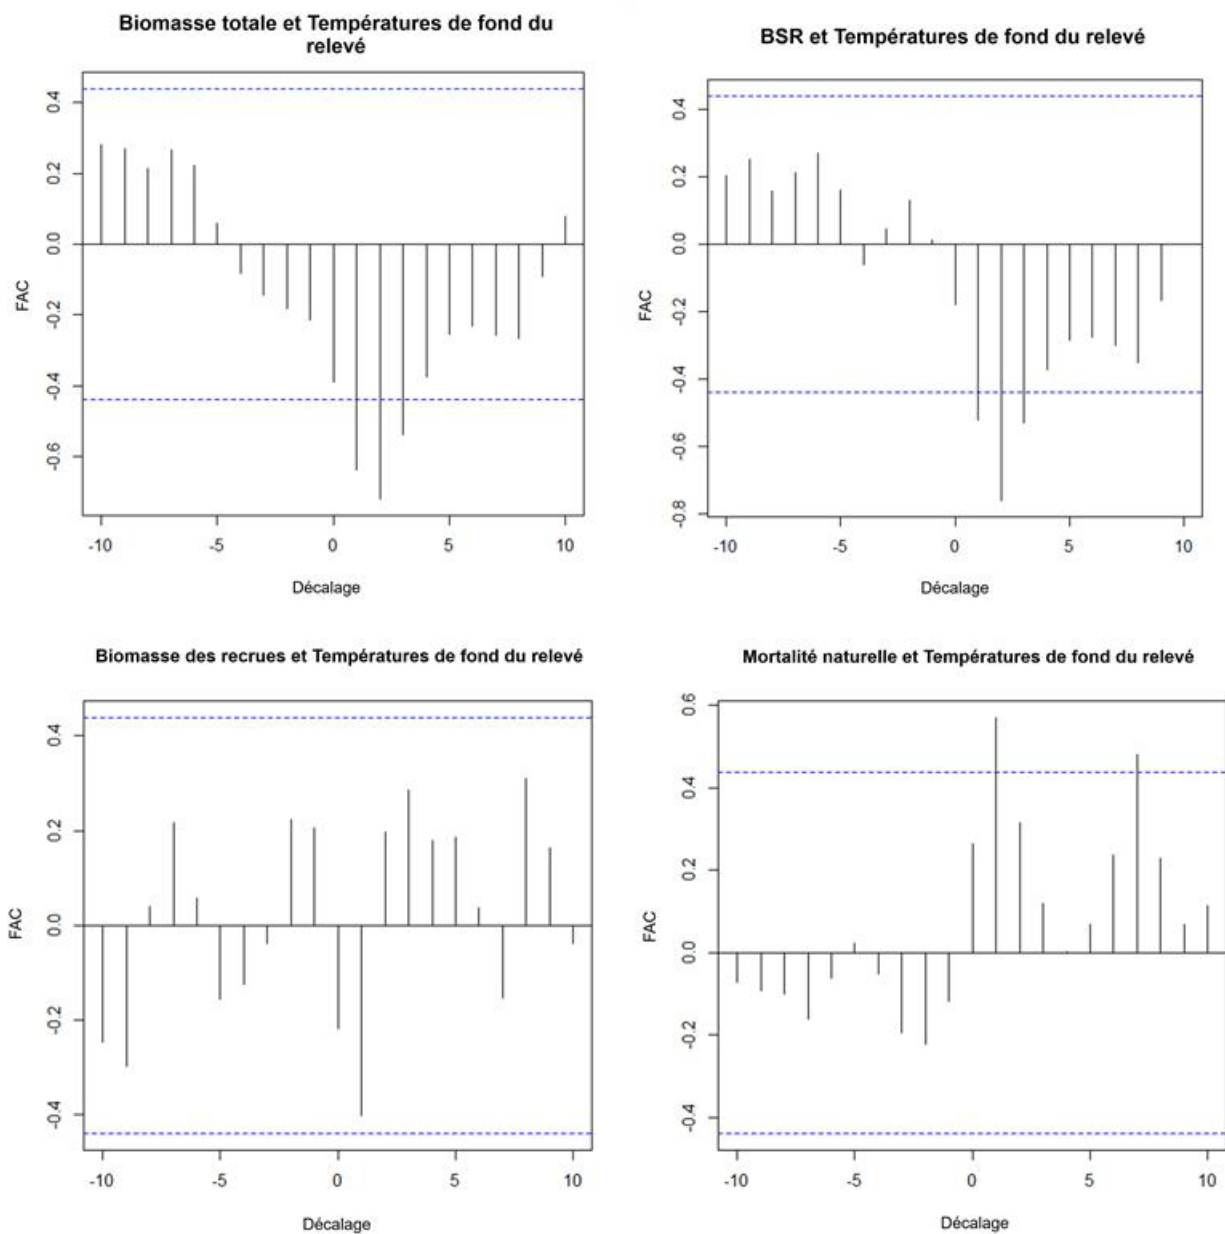 Biomasse totale et Températures de fond du
relevé
0.4
0.2
0.0
-0.2
-0.4
-0.6
FAC
-10 -5 0 5 10
Décalage
BSR et Températures de fond du relevé
0.4
0.2
0.0
-0.2
-0.4
-0.6
-0.8
FAC
-10 -5 0 5 10
Décalage
Biomasse des recrues et Températures de fond du relevé
0.4
0.2
0.0
-0.2
-0.4
FAC
-10 -5 0 5 10
Décalage
Mortalité naturelle et Températures de fond du relevé
0.6
0.4
0.2
0.0
-0.2
-0.4
FAC
-10 -5 0 5 10
Décalage